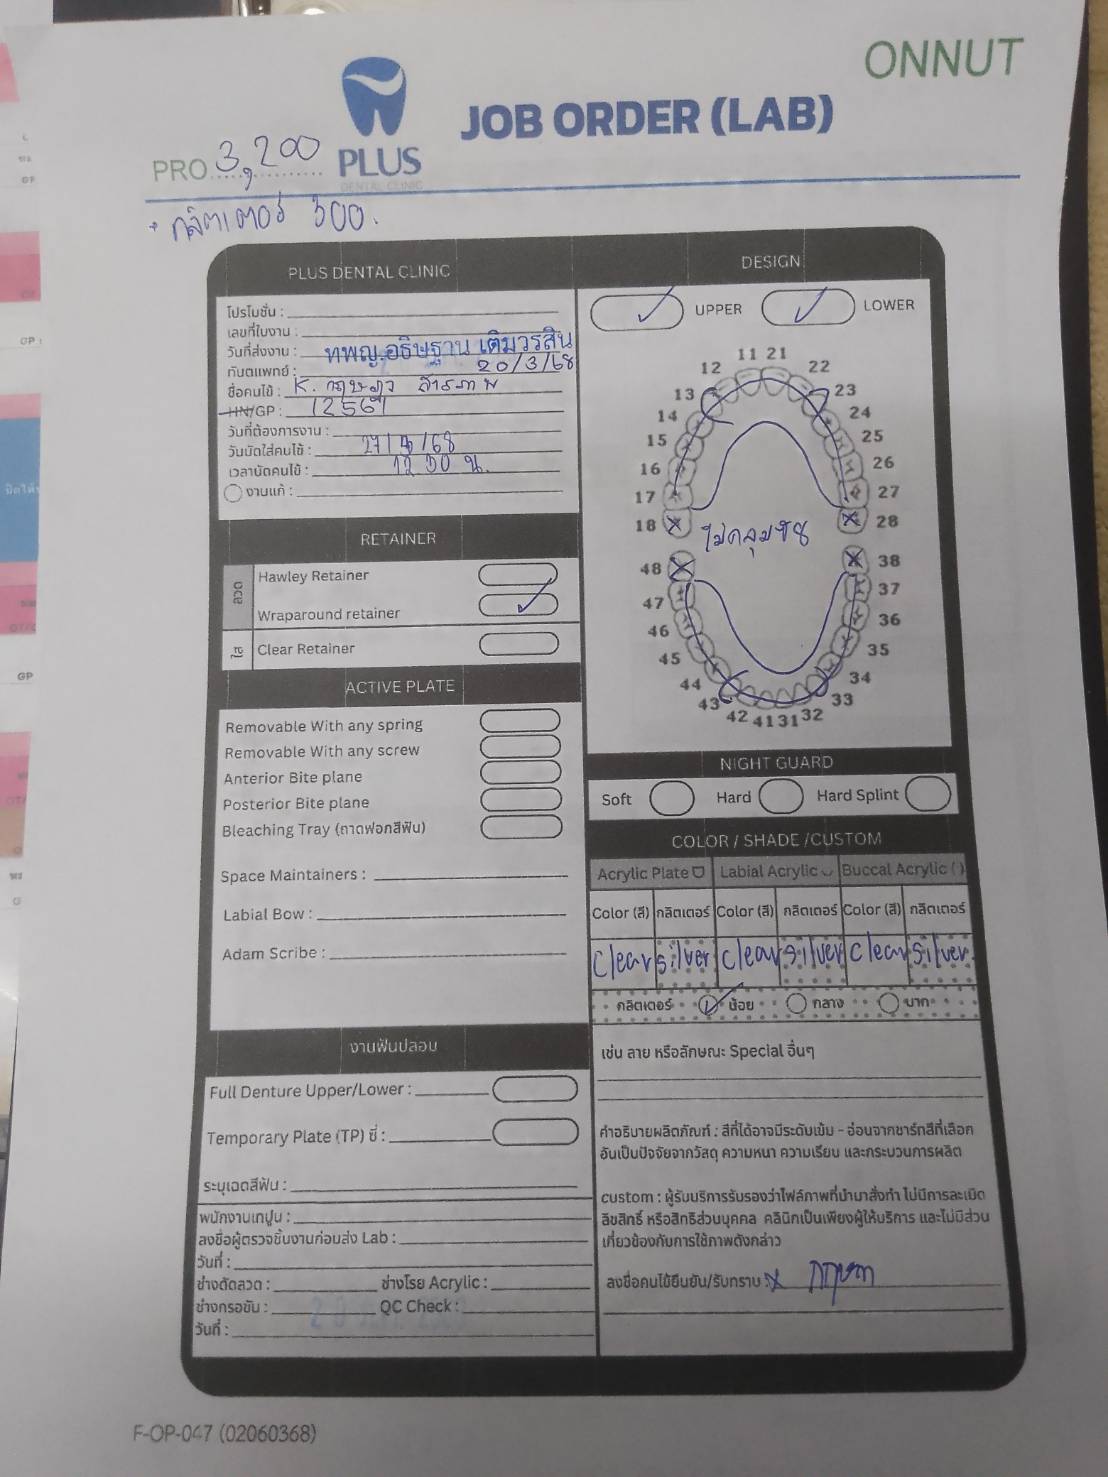 ONNUT
JOB ORDER (LAB)
PRO 3,200
PLUS
DENTAL CLINIC
+ กลิตเตอร์ 300.
PLUS DENTAL CLINIC
โปรโมชั่น :
เลขที่ใบงาน :
วันที่ส่งงาน :
ทันตแพทย์ : ทพญ.อธิษฐาน เติมวรสิน
20/3/68
ชื่อคนไข้ : K.
HN/GP : 12561
วันที่ต้องการงาน :
วันนัดใส่คนไข้ :
เวลานัดคนไข้ : 12.30 น.
งานแก้ :
RETAINER
ลวด
Hawley Retainer
Wraparound retainer
ใส
Clear Retainer
ACTIVE PLATE
Removable With any spring
Removable With any screw
Anterior Bite plane
Posterior Bite plane
Bleaching Tray (ถาดฟอกสีฟัน)
Space Maintainers :
Labial Bow :
Adam Scribe :
งานฟันปลอม
Full Denture Upper/Lower :
Temporary Plate (TP) ซี่ :
ระบุเฉดสีฟัน :
พนักงานเทปูน :
ลงชื่อผู้ตรวจชิ้นงานก่อนส่ง Lab :
วันที่ :
ช่างดัดลวด : ช่างโรย Acrylic :
ช่างกรอขัน : QC Check :
วันที่ :
DESIGN
UPPER LOWER
11 21
12 22
13 23
14 24
15 25
16 26
17 27
18 28
ไม่คลุมซี่8
48 38
47 37
46 36
45 35
44 34
43 33
42 41 31 32
NIGHT GUARD
Soft Hard Hard Splint
COLOR / SHADE /CUSTOM
Acrylic Plate Labial Acrylic Buccal Acrylic ( )
Color (สี) กลิตเตอร์ Color (สี) กลิตเตอร์ Color (สี) กลิตเตอร์
Clear silver clear silver clear silver
กลิตเตอร์ น้อย กลาง มาก
เช่น ลาย หรือลักษณะ Special อื่นๆ
คำอธิบายผลิตภัณฑ์ : สีที่ได้อาจมีระดับเข้ม - อ่อนจากชาร์ทสีที่เลือก
อันเป็นปัจจัยจากวัสดุ ความหนา ความเรียบ และกระบวนการผลิต
custom : ผู้รับบริการรับรองว่าไฟล์ภาพที่นำมาสั่งทำ ไม่มีการละเมิด
ลิขสิทธิ์ หรือสิทธิส่วนบุคคล คลินิกเป็นเพียงผู้ให้บริการ และไม่มีส่วน
เกี่ยวข้องกับการใช้ภาพดังกล่าว
ลงชื่อคนไข้ยืนยัน/รับทราบ : x
F-OP-047 (02060368)